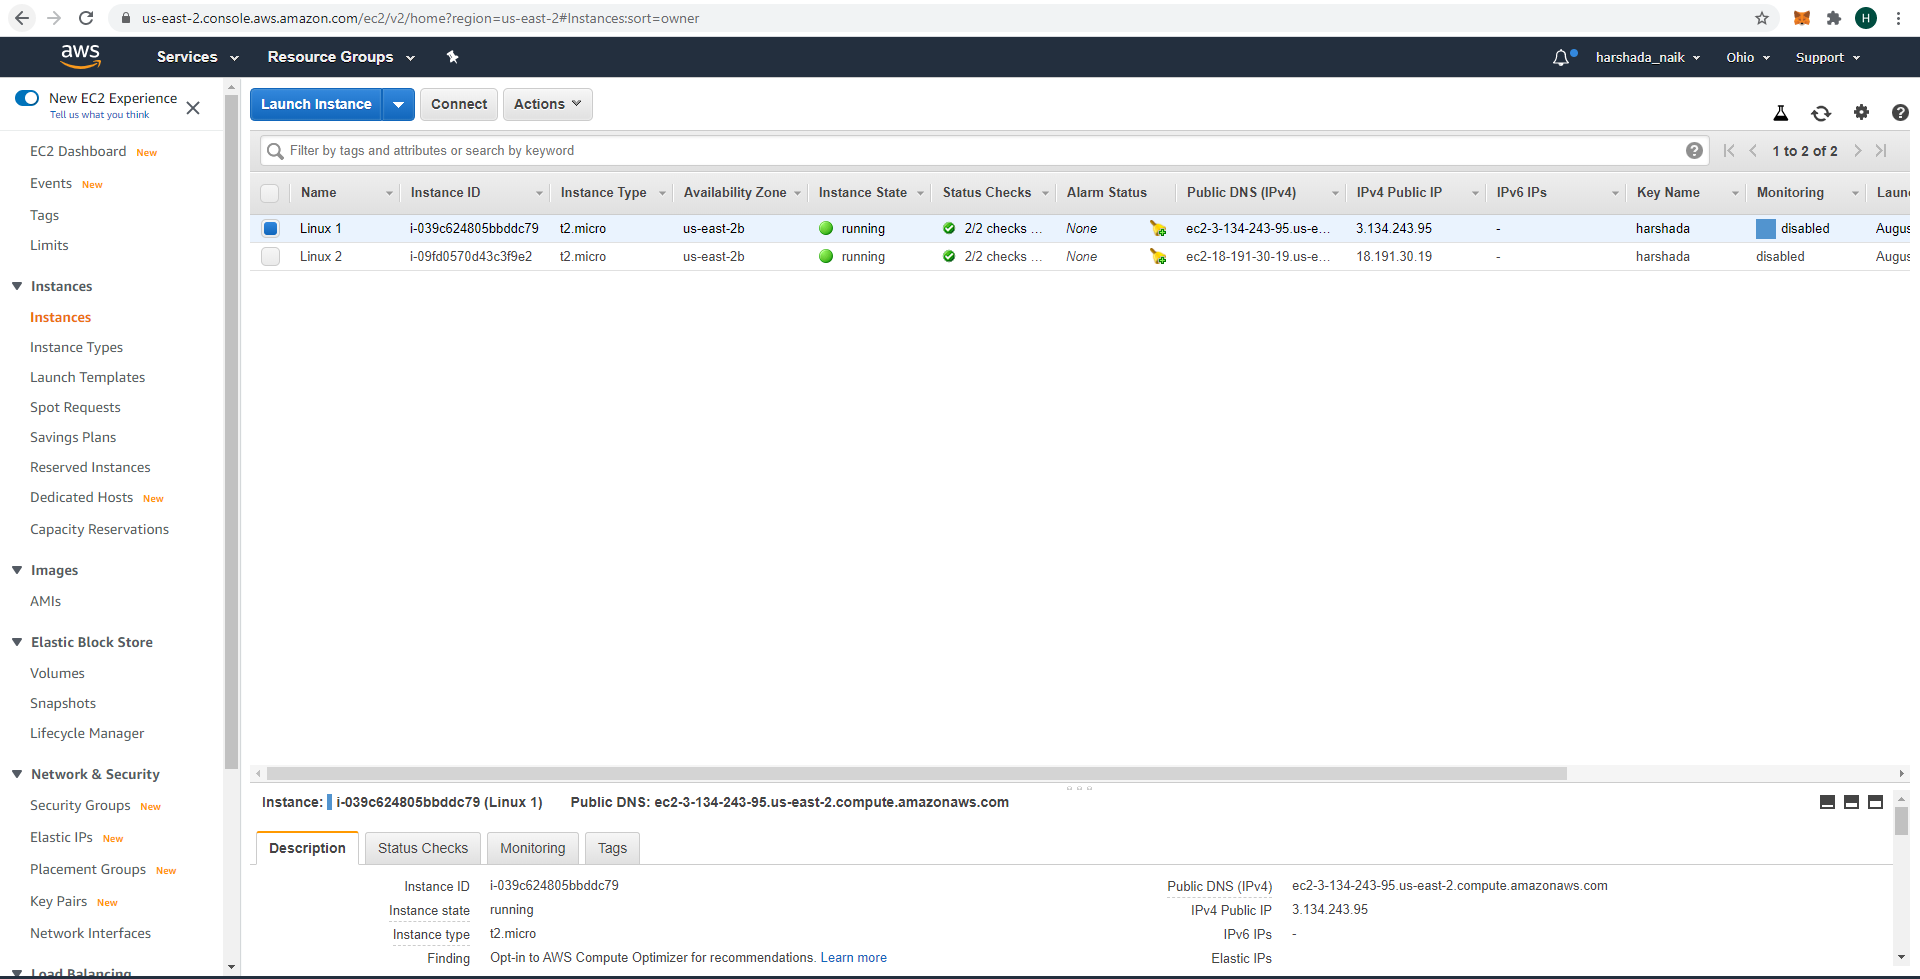 us-east-2.console.aws.amazon.com/ec2/v2/home?region=us-east-2#Instances:sort=owner
H
aws Services Resource Groups harshada_naik Ohio Support
New EC2 Experience
Tell us what you think
EC2 Dashboard New
Events New
Tags
Limits
Instances
Instances
Instance Types
Launch Templates
Spot Requests
Savings Plans
Reserved Instances
Dedicated Hosts New
Capacity Reservations
Images
AMIs
Elastic Block Store
Volumes
Snapshots
Lifecycle Manager
Network & Security
Security Groups New
Elastic IPs New
Placement Groups New
Key Pairs New
Network Interfaces
Load Balancing
Launch Instance Connect Actions
Filter by tags and attributes or search by keyword 1 to 2 of 2
Name Instance ID Instance Type Availability Zone Instance State Status Checks Alarm Status Public DNS (IPv4) IPv4 Public IP IPv6 IPs Key Name Monitoring Laun
Linux 1 i-039c624805bbddc79 t2.micro us-east-2b running 2/2 checks ... None ec2-3-134-243-95.us-e... 3.134.243.95 - harshada disabled Augus
Linux 2 i-09fd0570d43c3f9e2 t2.micro us-east-2b running 2/2 checks ... None ec2-18-191-30-19.us-e... 18.191.30.19 - harshada disabled Augus
Instance: i-039c624805bbddc79 (Linux 1) Public DNS: ec2-3-134-243-95.us-east-2.compute.amazonaws.com
Description Status Checks Monitoring Tags
Instance ID i-039c624805bbddc79 Public DNS (IPv4) ec2-3-134-243-95.us-east-2.compute.amazonaws.com
Instance state running IPv4 Public IP 3.134.243.95
Instance type t2.micro IPv6 IPs -
Finding Opt-in to AWS Compute Optimizer for recommendations. Learn more Elastic IPs